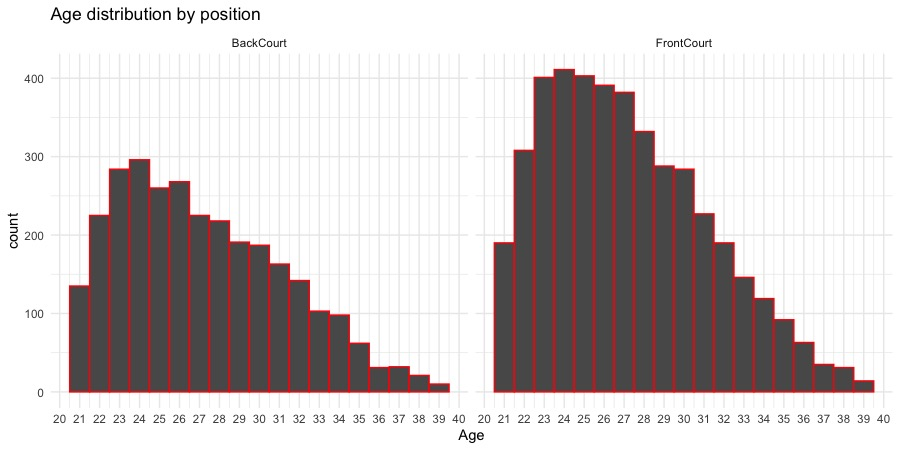 Age distribution by position
BackCourt
FrontCourt
count
400
300
200
100
0
20 21 22 23 24 25 26 27 28 29 30 31 32 33 34 35 36 37 38 39 40
20 21 22 23 24 25 26 27 28 29 30 31 32 33 34 35 36 37 38 39 40
Age